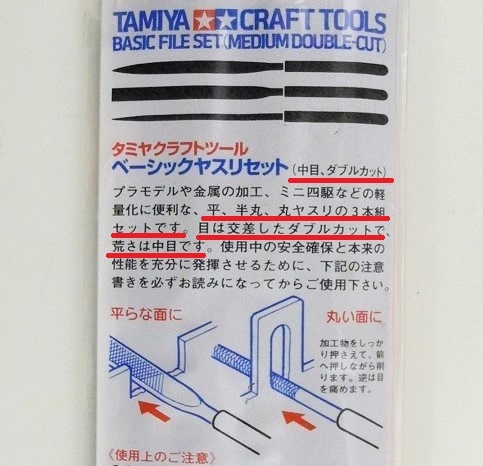 TAMIYA CRAFT TOOLS
BASIC FILE SET(MEDIUM DOUBLE-CUT)
タミヤクラフトツール
ベーシックヤスリセット (中目、ダブルカット)
プラモデルや金属の加工、ミニ四駆などの軽
量化に便利な、平、半丸、丸ヤスリの3本組
セットです。目は交差したダブルカットで、
荒さは中目です。使用中の安全確保と本来の
性能を充分に発揮させるために、下記の注意
書きを必ずお読みになってからご使用下さい。
平らな面に
丸い面に
加工物をしっか
り押さえて、前
へ押しながら削
ります。逆は目
を痛めます。
《使用上のご注意》